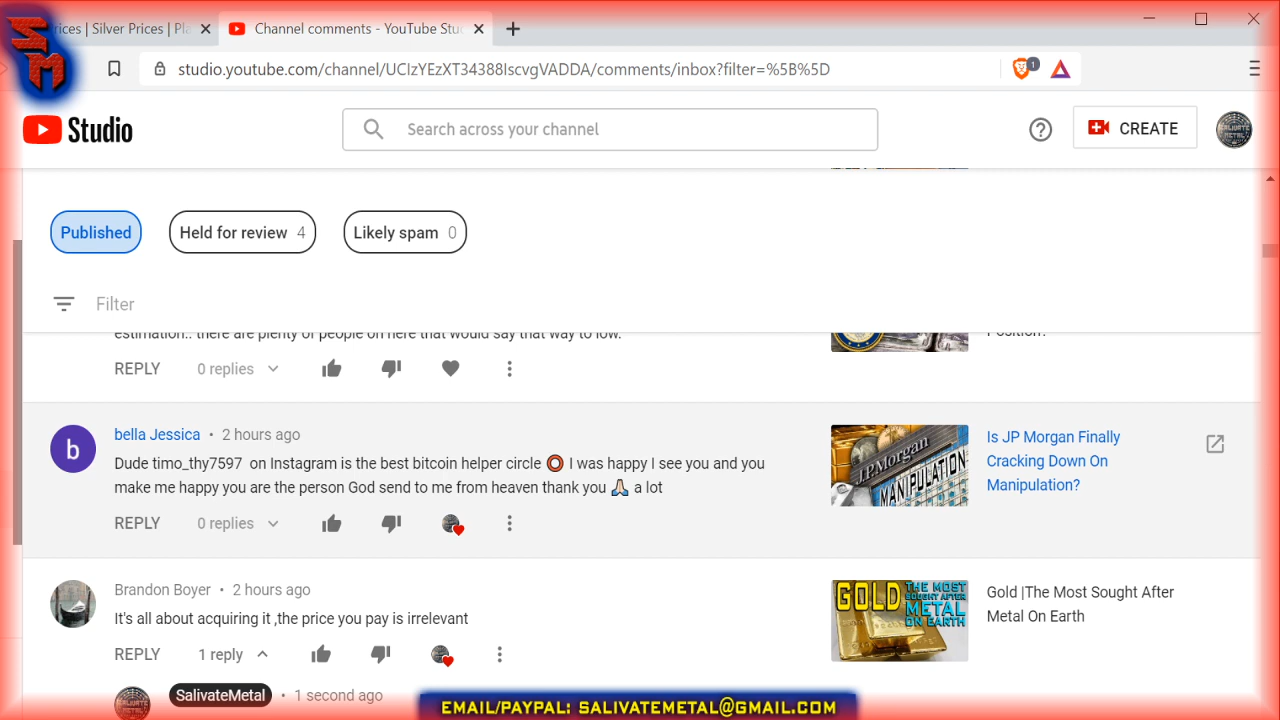 SM
rices | Silver Prices | Pla
Channel comments - YouTube Stu
studio.youtube.com/channel/UCIzYEzXT34388IscvgVADDA/comments/inbox?filter=%5B%5D
1
Studio
Search across your channel
CREATE
Published
Held for review 4
Likely spam 0
Filter
estimation.. there are plenty of people on here that would say that way to low.
Position?
REPLY 0 replies
bella Jessica • 2 hours ago
Dude timo_thy7597 on Instagram is the best bitcoin helper circle ⭕ I was happy I see you and you
make me happy you are the person God send to me from heaven thank you 🙏🏻 a lot
REPLY 0 replies
J.P.Morgan
MANIPULATION
Is JP Morgan Finally
Cracking Down On
Manipulation?
Brandon Boyer • 2 hours ago
It's all about acquiring it ,the price you pay is irrelevant
REPLY 1 reply
GOLD THE MOST
SOUGHT AFTER
METAL
ON EARTH
Gold |The Most Sought After
Metal On Earth
SalivateMetal • 1 second ago
EMAIL/PAYPAL: SALIVATEMETAL@GMAIL.COM